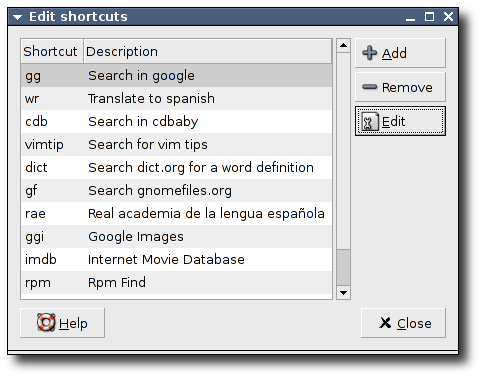 Edit shortcuts
Shortcut Description
gg Search in google
wr Translate to spanish
cdb Search in cdbaby
vimtip Search for vim tips
dict Search dict.org for a word definition
gf Search gnomefiles.org
rae Real academia de la lengua española
ggi Google Images
imdb Internet Movie Database
rpm Rpm Find
Add
Remove
Edit
Help
Close